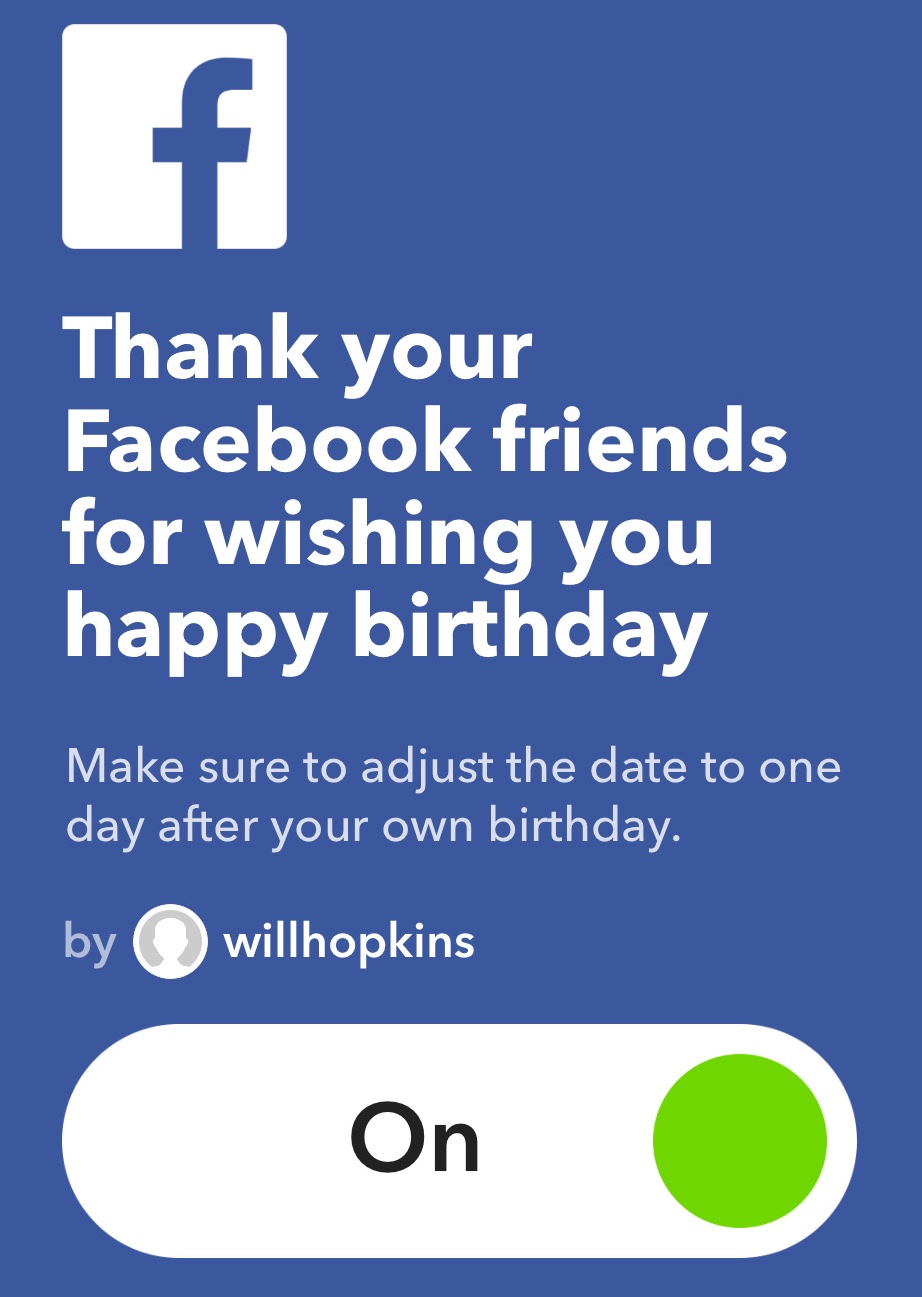 f
Thank your
Facebook friends
for wishing you
happy birthday
Make sure to adjust the date to one
day after your own birthday.
by willhopkins
On